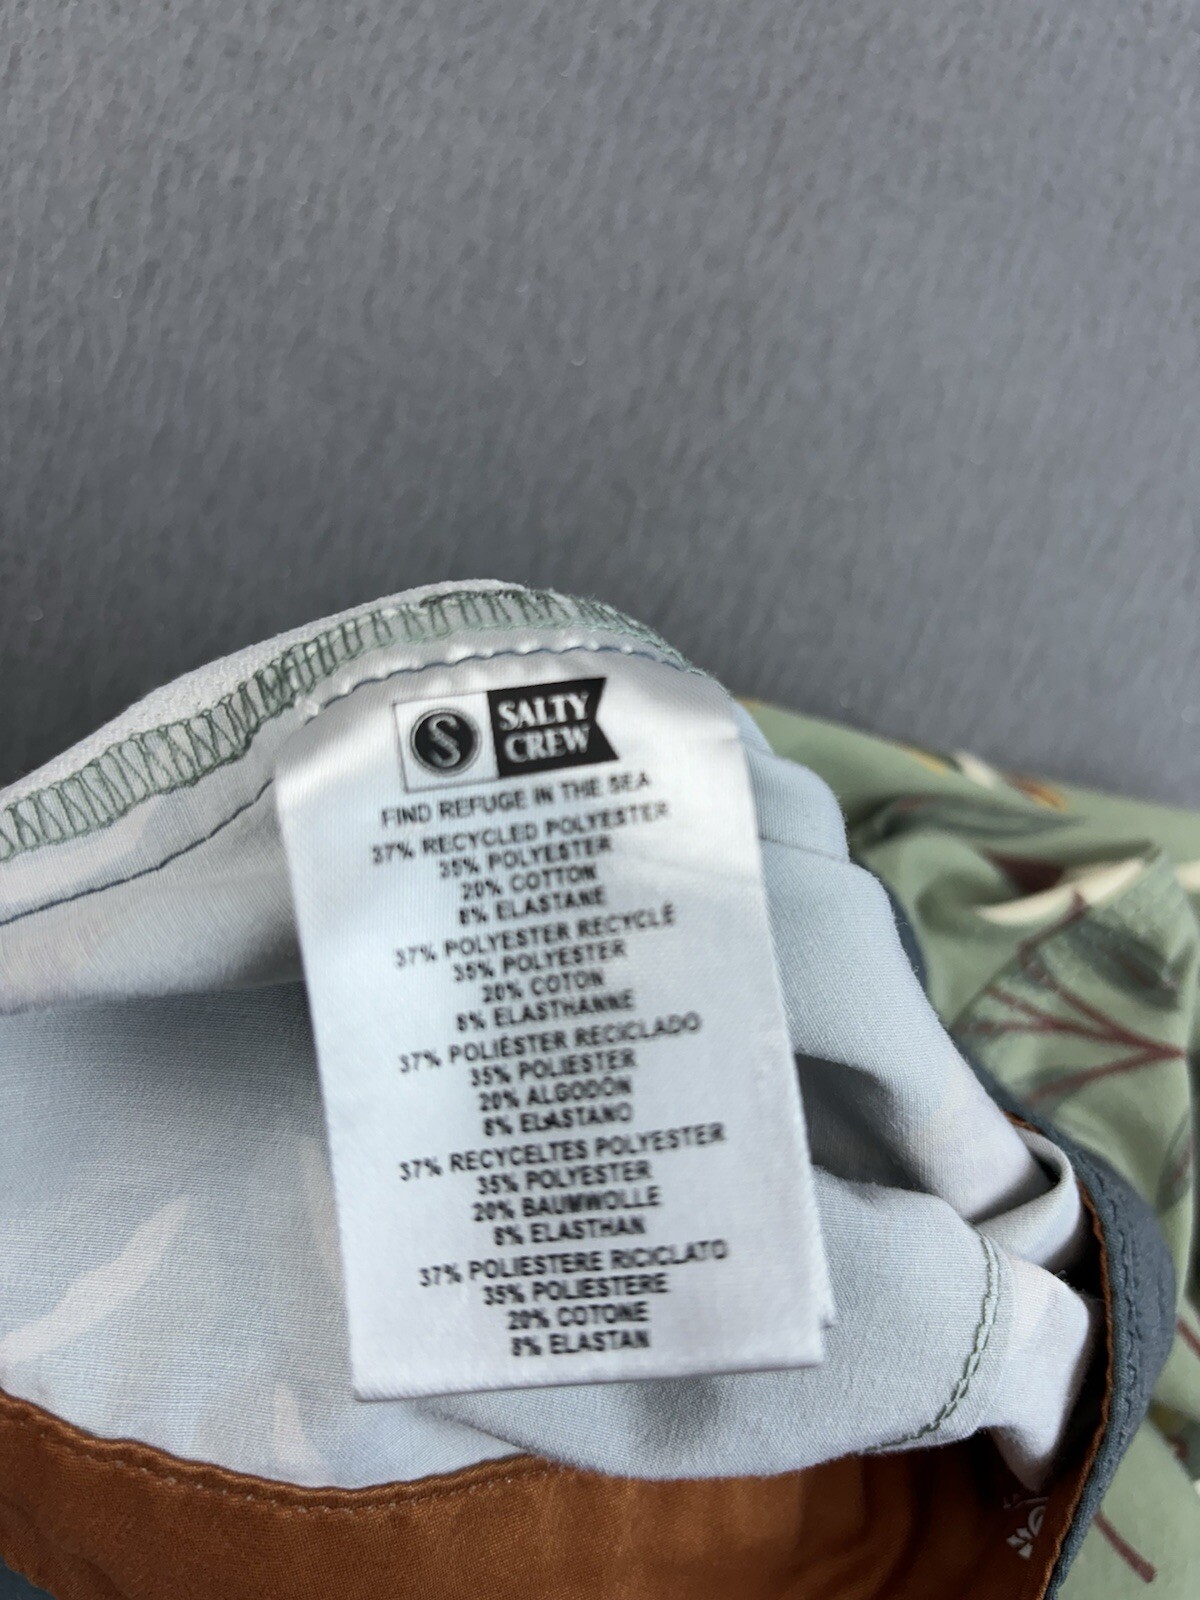 S
SALTY
CREW
FIND REFUGE IN THE SEA
37% RECYCLED POLYESTER
35% POLYESTER
20% COTTON
8% ELASTANE
37% POLYESTER RECYCLÉ
35% POLYESTER
20% COTON
8% ELASTHANNE
37% POLIÉSTER RECICLADO
35% POLIESTER
20% ALGODON
8% ELASTANO
37% RECYCELTES POLYESTER
35% POLYESTER
20% BAUMWOLLE
8% ELASTHAN
37% POLIESTERE RICICLATO
35% POLIESTERE
20% COTONE
8% ELASTAN